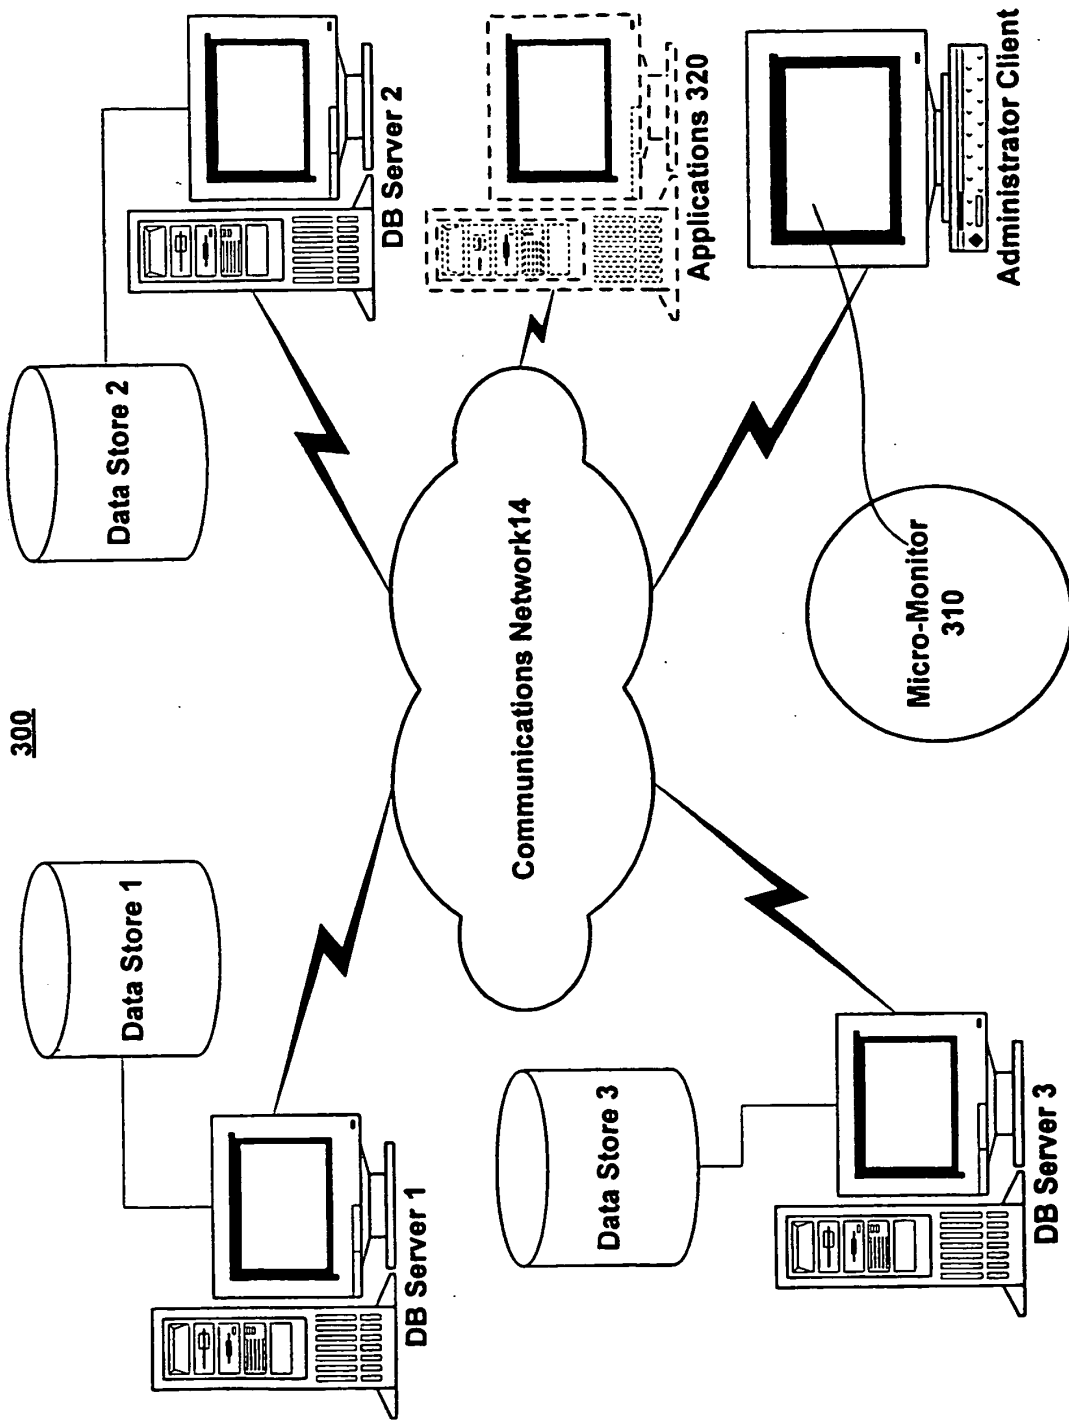 300
Data Store 1
Data Store 2
DB Server 1
DB Server 2
Communications Network14
Data Store 3
Applications 320
DB Server 3
Micro-Monitor
310
Administrator Client